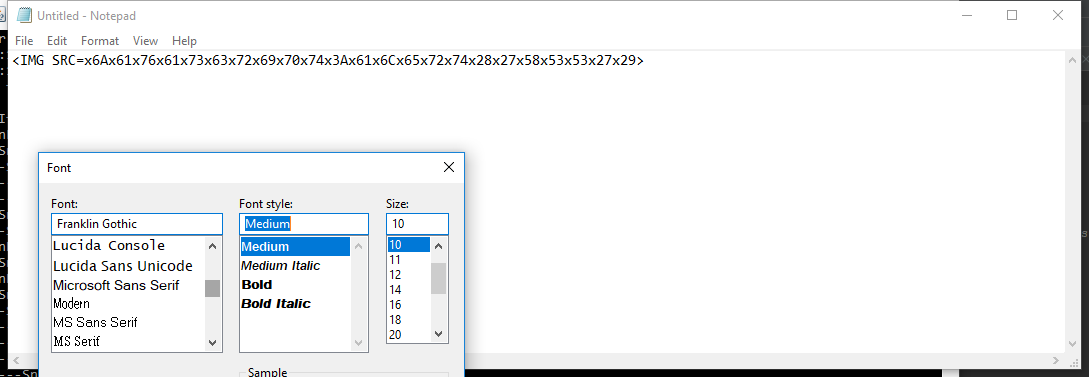 Untitled - Notepad
File Edit Format View Help
<IMG SRC=x6Ax61x76x61x73x63x72x69x70x74x3Ax61x6Cx65x72x74x28x27x58x53x53x27x29>
Font
Font: Font style: Size:
Franklin Gothic Medium 10
Lucida Console Medium 10
Lucida Sans Unicode Medium Italic 11
Microsoft Sans Serif Bold 12
Modern Bold Italic 14
MS Sans Serif 16
MS Serif 18
20
Sample